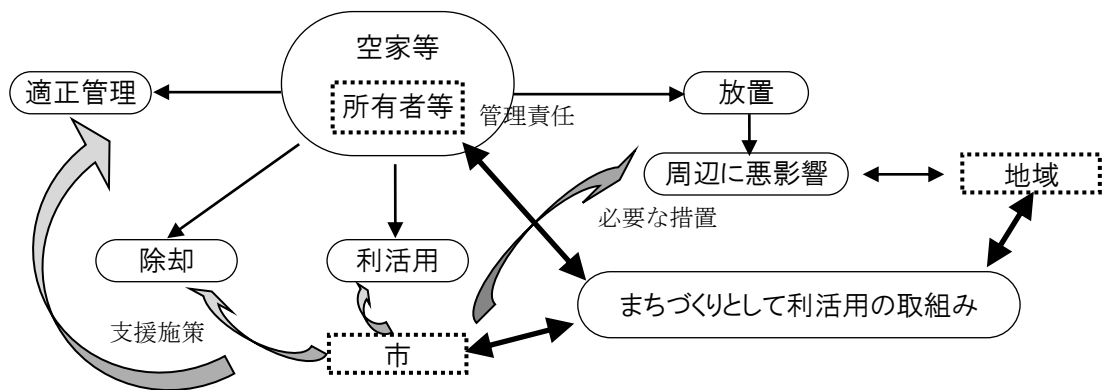 空家等
適正管理
所有者等
管理責任
放置
周辺に悪影響
地域
必要な措置
除却
利活用
まちづくりとして利活用の取組み
支援施策
市